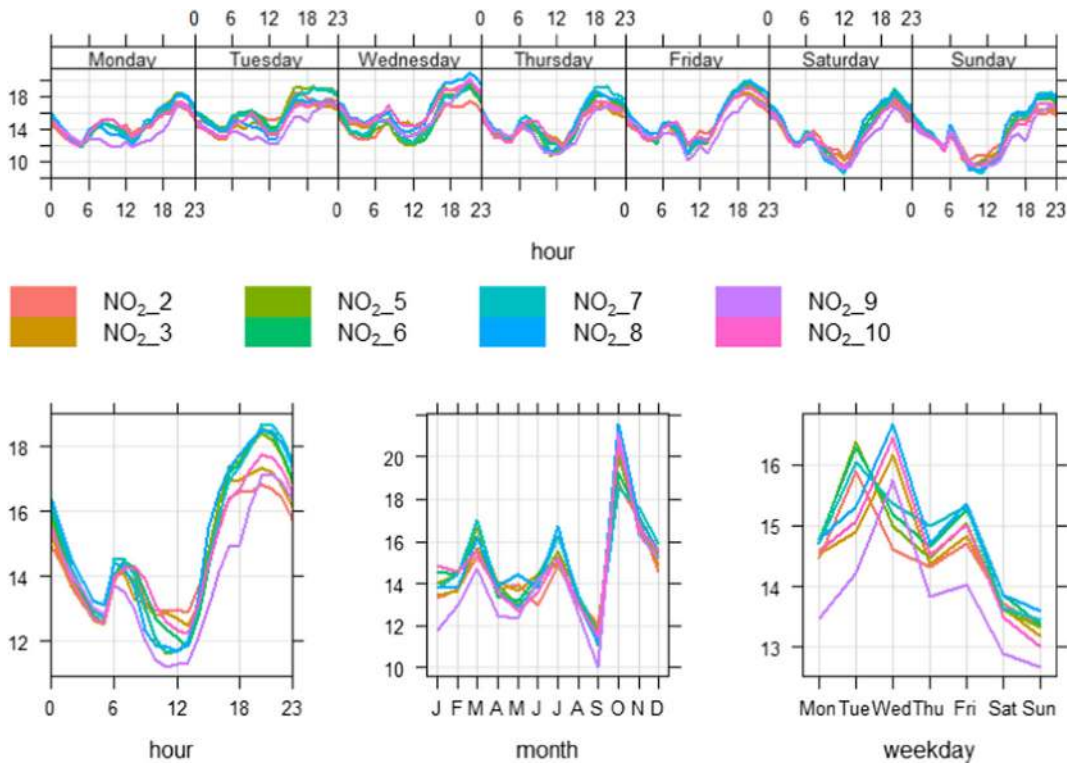 0 6 12 18 23 0 6 12 18 23 0 6 12 18 23
Monday Tuesday Wednesday Thursday Friday Saturday Sunday
18
16
14
12
10
0 6 12 18 23 0 6 12 18 23 0 6 12 18 23 0 6 12 18 23
hour
NO₂_2 NO₂_5 NO₂_7 NO₂_9
NO₂_3 NO₂_6 NO₂_8 NO₂_10
18
16
14
12
0 6 12 18 23
hour
20
18
16
14
12
10
J F M A M J J A S O N D
month
16
15
14
13
Mon Tue Wed Thu Fri Sat Sun
weekday